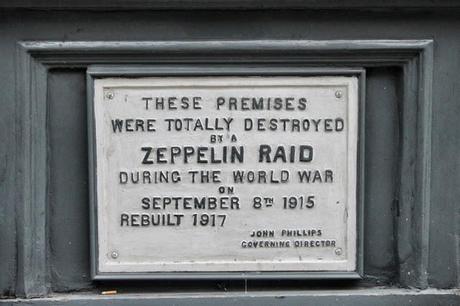 THESE PREMISES
WERE TOTALLY DESTROYED
BY A
ZEPPELIN RAID
DURING THE WORLD WAR
ON
SEPTEMBER 8TH 1915
REBUILT 1917
JOHN PHILLIPS
GOVERNING DIRECTOR